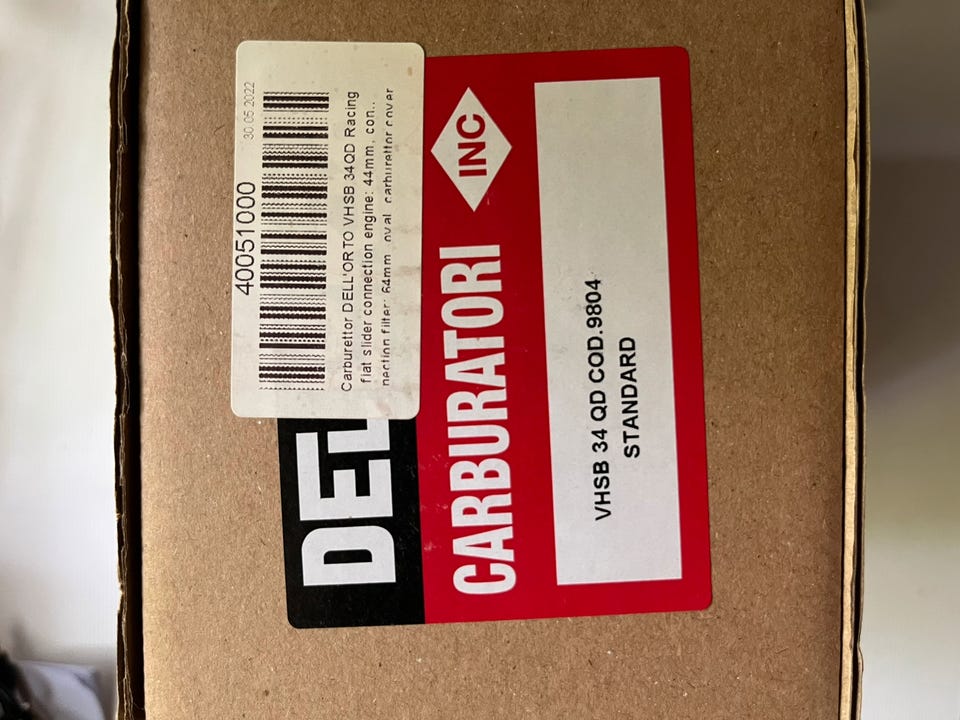 30.05.2022
40051000
Carburettor DELL'ORTO VHSB 34QD Racing
flat slider connection engine: 44mm, con..
nection filter: 64mm, oval, carburettor cover
DEL
CARBURATORI
INC
VHSB 34 QD COD.9804
STANDARD